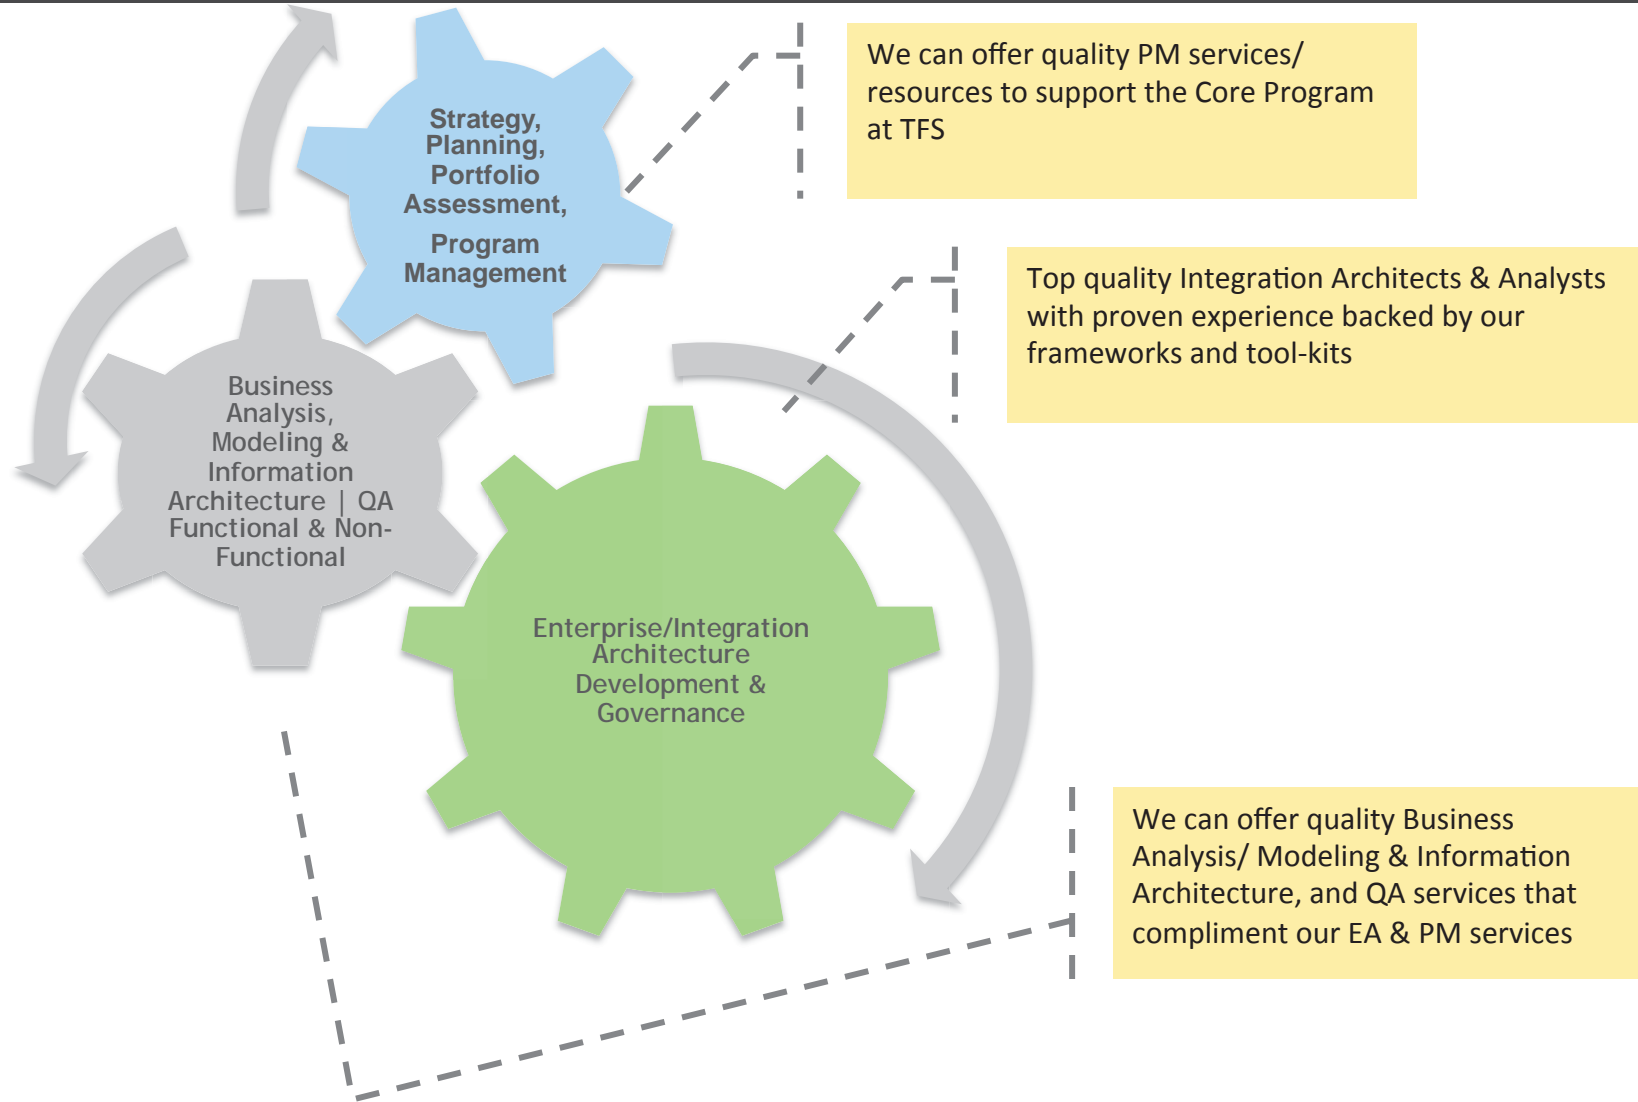 Strategy,
Planning,
Portfolio
Assessment,
Program
Management
We can offer quality PM services/
resources to support the Core Program
at TFS
Top quality Integration Architects & Analysts
with proven experience backed by our
frameworks and tool-kits
Business
Analysis,
Modeling &
Information
Architecture | QA
Functional & Non-
Functional
Enterprise/Integration
Architecture
Development &
Governance
We can offer quality Business
Analysis/ Modeling & Information
Architecture, and QA services that
compliment our EA & PM services